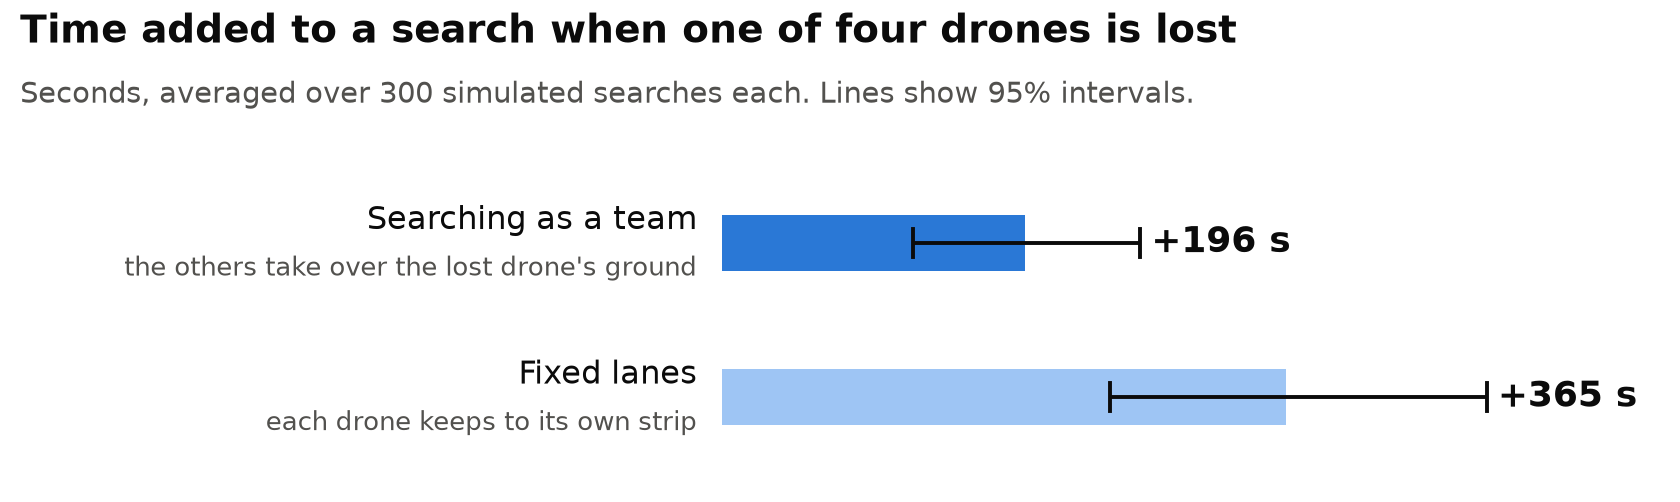 Time added to a search when one of four drones is lost
Seconds, averaged over 300 simulated searches each. Lines show 95% intervals.
Searching as a team
the others take over the lost drone's ground
+196 s
Fixed lanes
each drone keeps to its own strip
+365 s